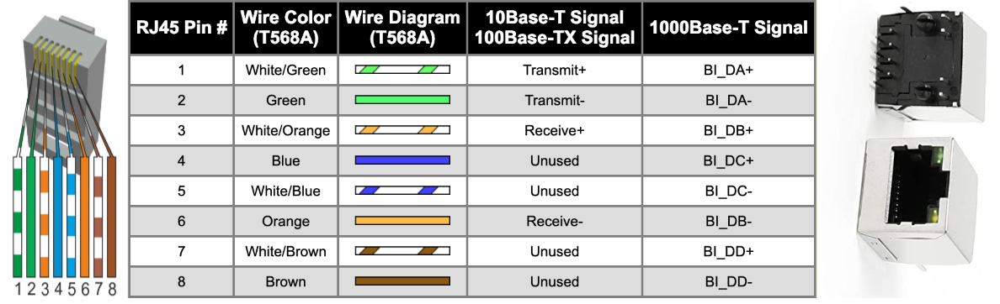 RJ45 Pin # Wire Color (T568A) Wire Diagram (T568A) 10Base-T Signal 100Base-TX Signal 1000Base-T Signal
1 White/Green Transmit+ BI_DA+
2 Green Transmit- BI_DA-
3 White/Orange Receive+ BI_DB+
4 Blue Unused BI_DC+
5 White/Blue Unused BI_DC-
6 Orange Receive- BI_DB-
7 White/Brown Unused BI_DD+
8 Brown Unused BI_DD-
1 2 3 4 5 6 7 8